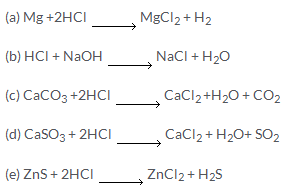 (a) Mg +2HCl ⟶ MgCl₂ + H₂
(b) HCl + NaOH ⟶ NaCl + H₂O
(c) CaCO₃ +2HCl ⟶ CaCl₂+H₂O + CO₂
(d) CaSO₃ + 2HCl ⟶ CaCl₂ + H₂O+ SO₂
(e) ZnS + 2HCl ⟶ ZnCl₂ + H₂S